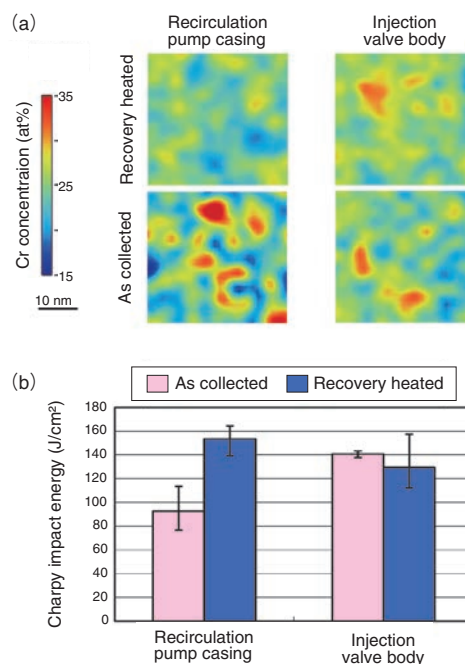 (a)
Recirculation
pump casing
Injection
valve body
Cr concentraion (at%)
35
25
15
10 nm
Recovery heated
As collected
(b)
As collected
Recovery heated
Charpy impact energy (J/cm²)
180
160
140
120
100
80
60
40
20
0
Recirculation
pump casing
Injection
valve body